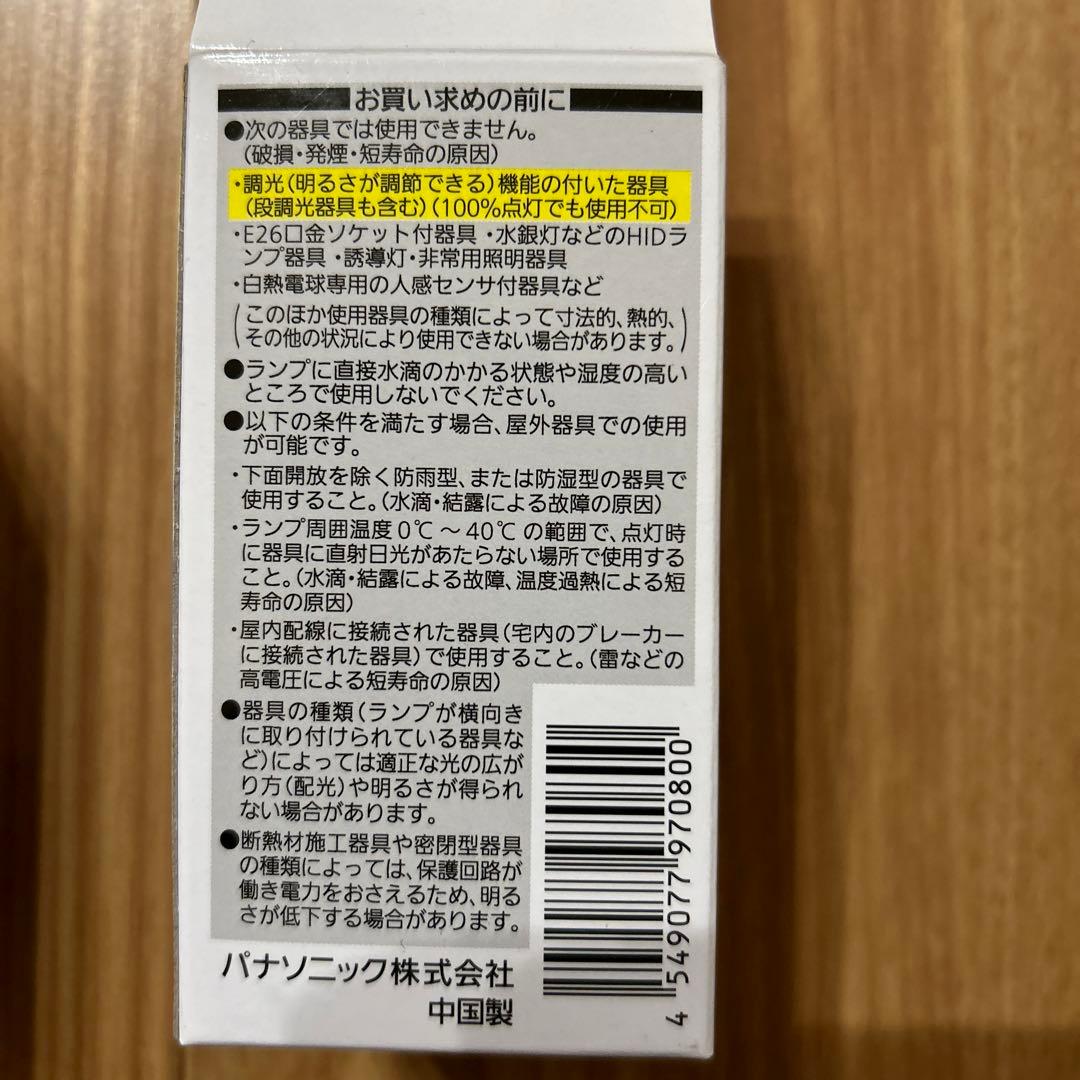 お買い求めの前に
●次の器具では使用できません。
(破損・発煙・短寿命の原因)
・調光(明るさが調節できる)機能の付いた器具
(段調光器具も含む)(100%点灯でも使用不可)
・E26口金ソケット付器具 ・水銀灯などのHIDラ
ンプ器具 ・誘導灯・非常用照明器具
・白熱電球専用の人感センサ付器具など
(このほか使用器具の種類によって寸法的、熱的、
その他の状況により使用できない場合があります。)
●ランプに直接水滴のかかる状態や湿度の高い
ところで使用しないでください。
●以下の条件を満たす場合、屋外器具での使用
が可能です。
・下面開放を除く防雨型、または防湿型の器具で
使用すること。(水滴・結露による故障の原因)
・ランプ周囲温度0℃～40℃の範囲で、点灯時
に器具に直射日光があたらない場所で使用する
こと。(水滴・結露による故障、温度過熱による短
寿命の原因)
・屋内配線に接続された器具(宅内のブレーカー
に接続された器具)で使用すること。(雷などの
高電圧による短寿命の原因)
●器具の種類(ランプが横向き
に取り付けられている器具な
ど)によっては適正な光の広が
り方(配光)や明るさが得られ
ない場合があります。
●断熱材施工器具や密閉型器具
の種類によっては、保護回路が
働き電力をおさえるため、明る
さが低下する場合があります。
パナソニック株式会社
中国製
4 549077 970800